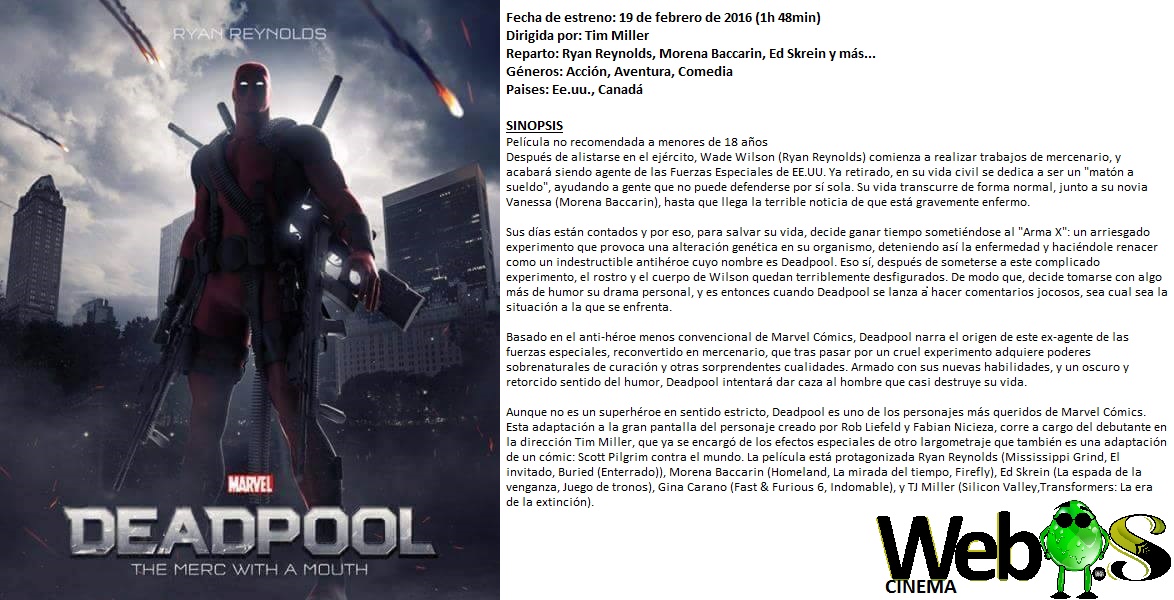 RYAN REYNOLDS
MARVEL
DEADPOOL
THE MERC WITH A MOUTH
Fecha de estreno: 19 de febrero de 2016 (1h 48min)
Dirigida por: Tim Miller
Reparto: Ryan Reynolds, Morena Baccarin, Ed Skrein y más...
Géneros: Acción, Aventura, Comedia
Paises: Ee.uu., Canadá
SINOPSIS
Película no recomendada a menores de 18 años
Después de alistarse en el ejército, Wade Wilson (Ryan Reynolds) comienza a realizar trabajos de mercenario, y
acabará siendo agente de las Fuerzas Especiales de EE.UU. Ya retirado, en su vida civil se dedica a ser un "matón a
sueldo", ayudando a gente que no puede defenderse por sí sola. Su vida transcurre de forma normal, junto a su novia
Vanessa (Morena Baccarin), hasta que llega la terrible noticia de que está gravemente enfermo.
Sus días están contados y por eso, para salvar su vida, decide ganar tiempo sometiéndose al "Arma X": un arriesgado
experimento que provoca una alteración genética en su organismo, deteniendo así la enfermedad y haciéndole renacer
como un indestructible antihéroe cuyo nombre es Deadpool. Eso sí, después de someterse a este complicado
experimento, el rostro y el cuerpo de Wilson quedan terriblemente desfigurados. De modo que, decide tomarse con algo
más de humor su drama personal, y es entonces cuando Deadpool se lanza a hacer comentarios jocosos, sea cual sea la
situación a la que se enfrenta.
Basado en el anti-héroe menos convencional de Marvel Cómics, Deadpool narra el origen de este ex-agente de las
fuerzas especiales, reconvertido en mercenario, que tras pasar por un cruel experimento adquiere poderes
sobrenaturales de curación y otras sorprendentes cualidades. Armado con sus nuevas habilidades, y un oscuro y
retorcido sentido del humor, Deadpool intentará dar caza al hombre que casi destruye su vida.
Aunque no es un superhéroe en sentido estricto, Deadpool es uno de los personajes más queridos de Marvel Cómics.
Esta adaptación a la gran pantalla del personaje creado por Rob Liefeld y Fabian Nicieza, corre a cargo del debutante en
la dirección Tim Miller, que ya se encargó de los efectos especiales de otro largometraje que también es una adaptación
de un cómic: Scott Pilgrim contra el mundo. La película está protagonizada Ryan Reynolds (Mississippi Grind, El
invitado, Buried (Enterrado)), Morena Baccarin (Homeland, La mirada del tiempo, Firefly), Ed Skrein (La espada de la
venganza, Juego de tronos), Gina Carano (Fast & Furious 6, Indomable), y TJ Miller (Silicon Valley,Transformers: La era
de la extinción).
Web S
CINEMA